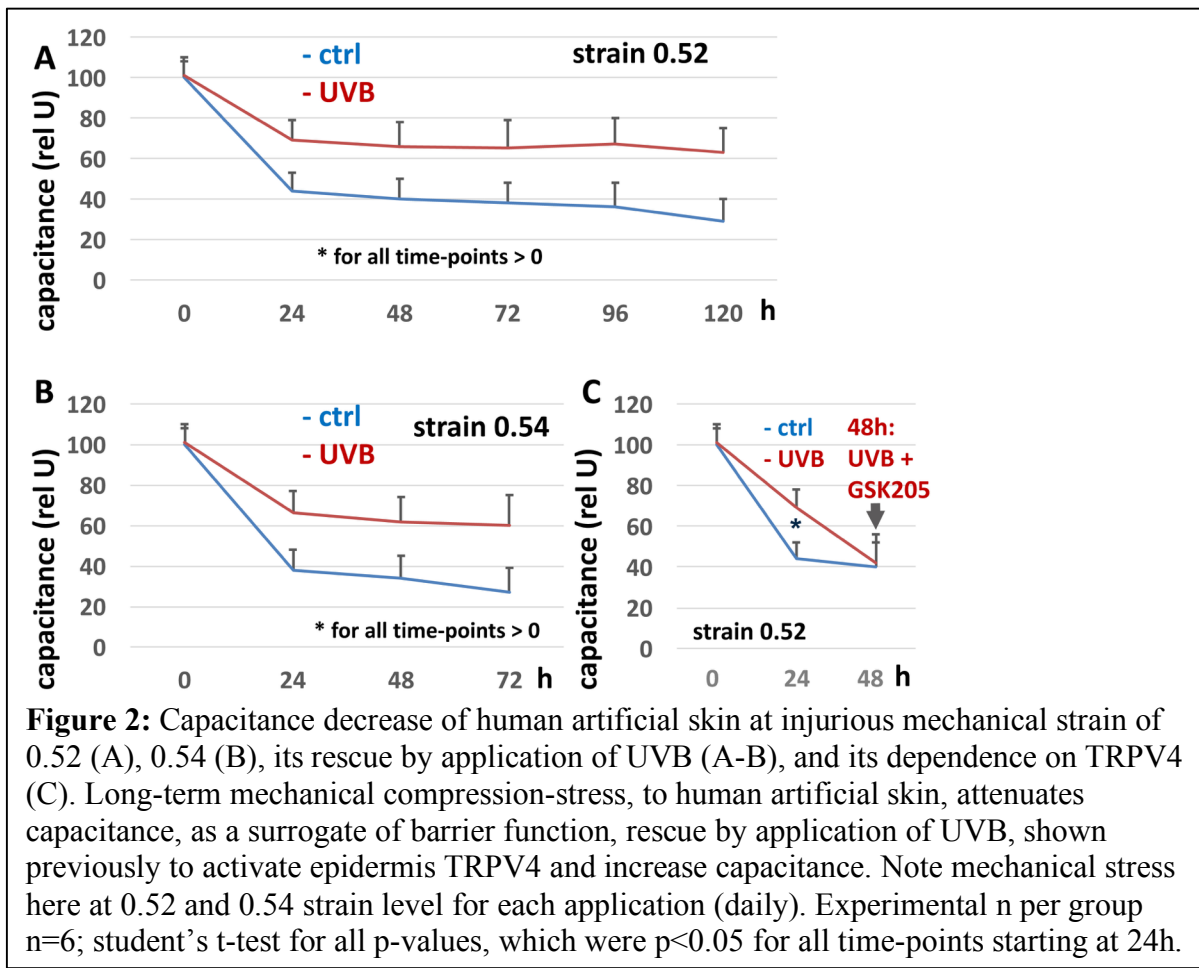 A
120
100
80
60
40
20
0
capacitance (rel U)
- ctrl
- UVB
strain 0.52
* for all time-points > 0
0 24 48 72 96 120 h
B
120
100
80
60
40
20
0
capacitance (rel U)
- ctrl
- UVB
strain 0.54
* for all time-points > 0
0 24 48 72 h
C
120
100
80
60
40
20
0
capacitance (rel U)
- ctrl
- UVB
48h:
UVB +
GSK205
*
strain 0.52
0 24 48 h
Figure 2: Capacitance decrease of human artificial skin at injurious mechanical strain of
0.52 (A), 0.54 (B), its rescue by application of UVB (A-B), and its dependence on TRPV4
(C). Long-term mechanical compression-stress, to human artificial skin, attenuates
capacitance, as a surrogate of barrier function, rescue by application of UVB, shown
previously to activate epidermis TRPV4 and increase capacitance. Note mechanical stress
here at 0.52 and 0.54 strain level for each application (daily). Experimental n per group
n=6; student’s t-test for all p-values, which were p<0.05 for all time-points starting at 24h.